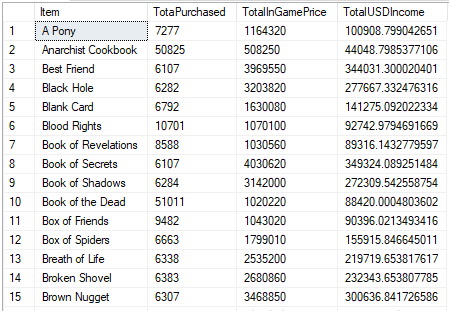 Item TotaPurchased TotalInGamePrice TotalUSDIncome
1 A Pony 7277 1164320 100908.799042651
2 Anarchist Cookbook 50825 508250 44048.7985377106
3 Best Friend 6107 3969550 344031.300020401
4 Black Hole 6282 3203820 277667.332476316
5 Blank Card 6792 1630080 141275.092022334
6 Blood Rights 10701 1070100 92742.9794691669
7 Book of Revelations 8588 1030560 89316.1432779597
8 Book of Secrets 6107 4030620 349324.089251484
9 Book of Shadows 6284 3142000 272309.542558754
10 Book of the Dead 51011 1020220 88420.0004803602
11 Box of Friends 9482 1043020 90396.0213493416
12 Box of Spiders 6663 1799010 155915.846645011
13 Breath of Life 6338 2535200 219719.653817617
14 Broken Shovel 6383 2680860 232343.653807785
15 Brown Nugget 6307 3468850 300636.841726586